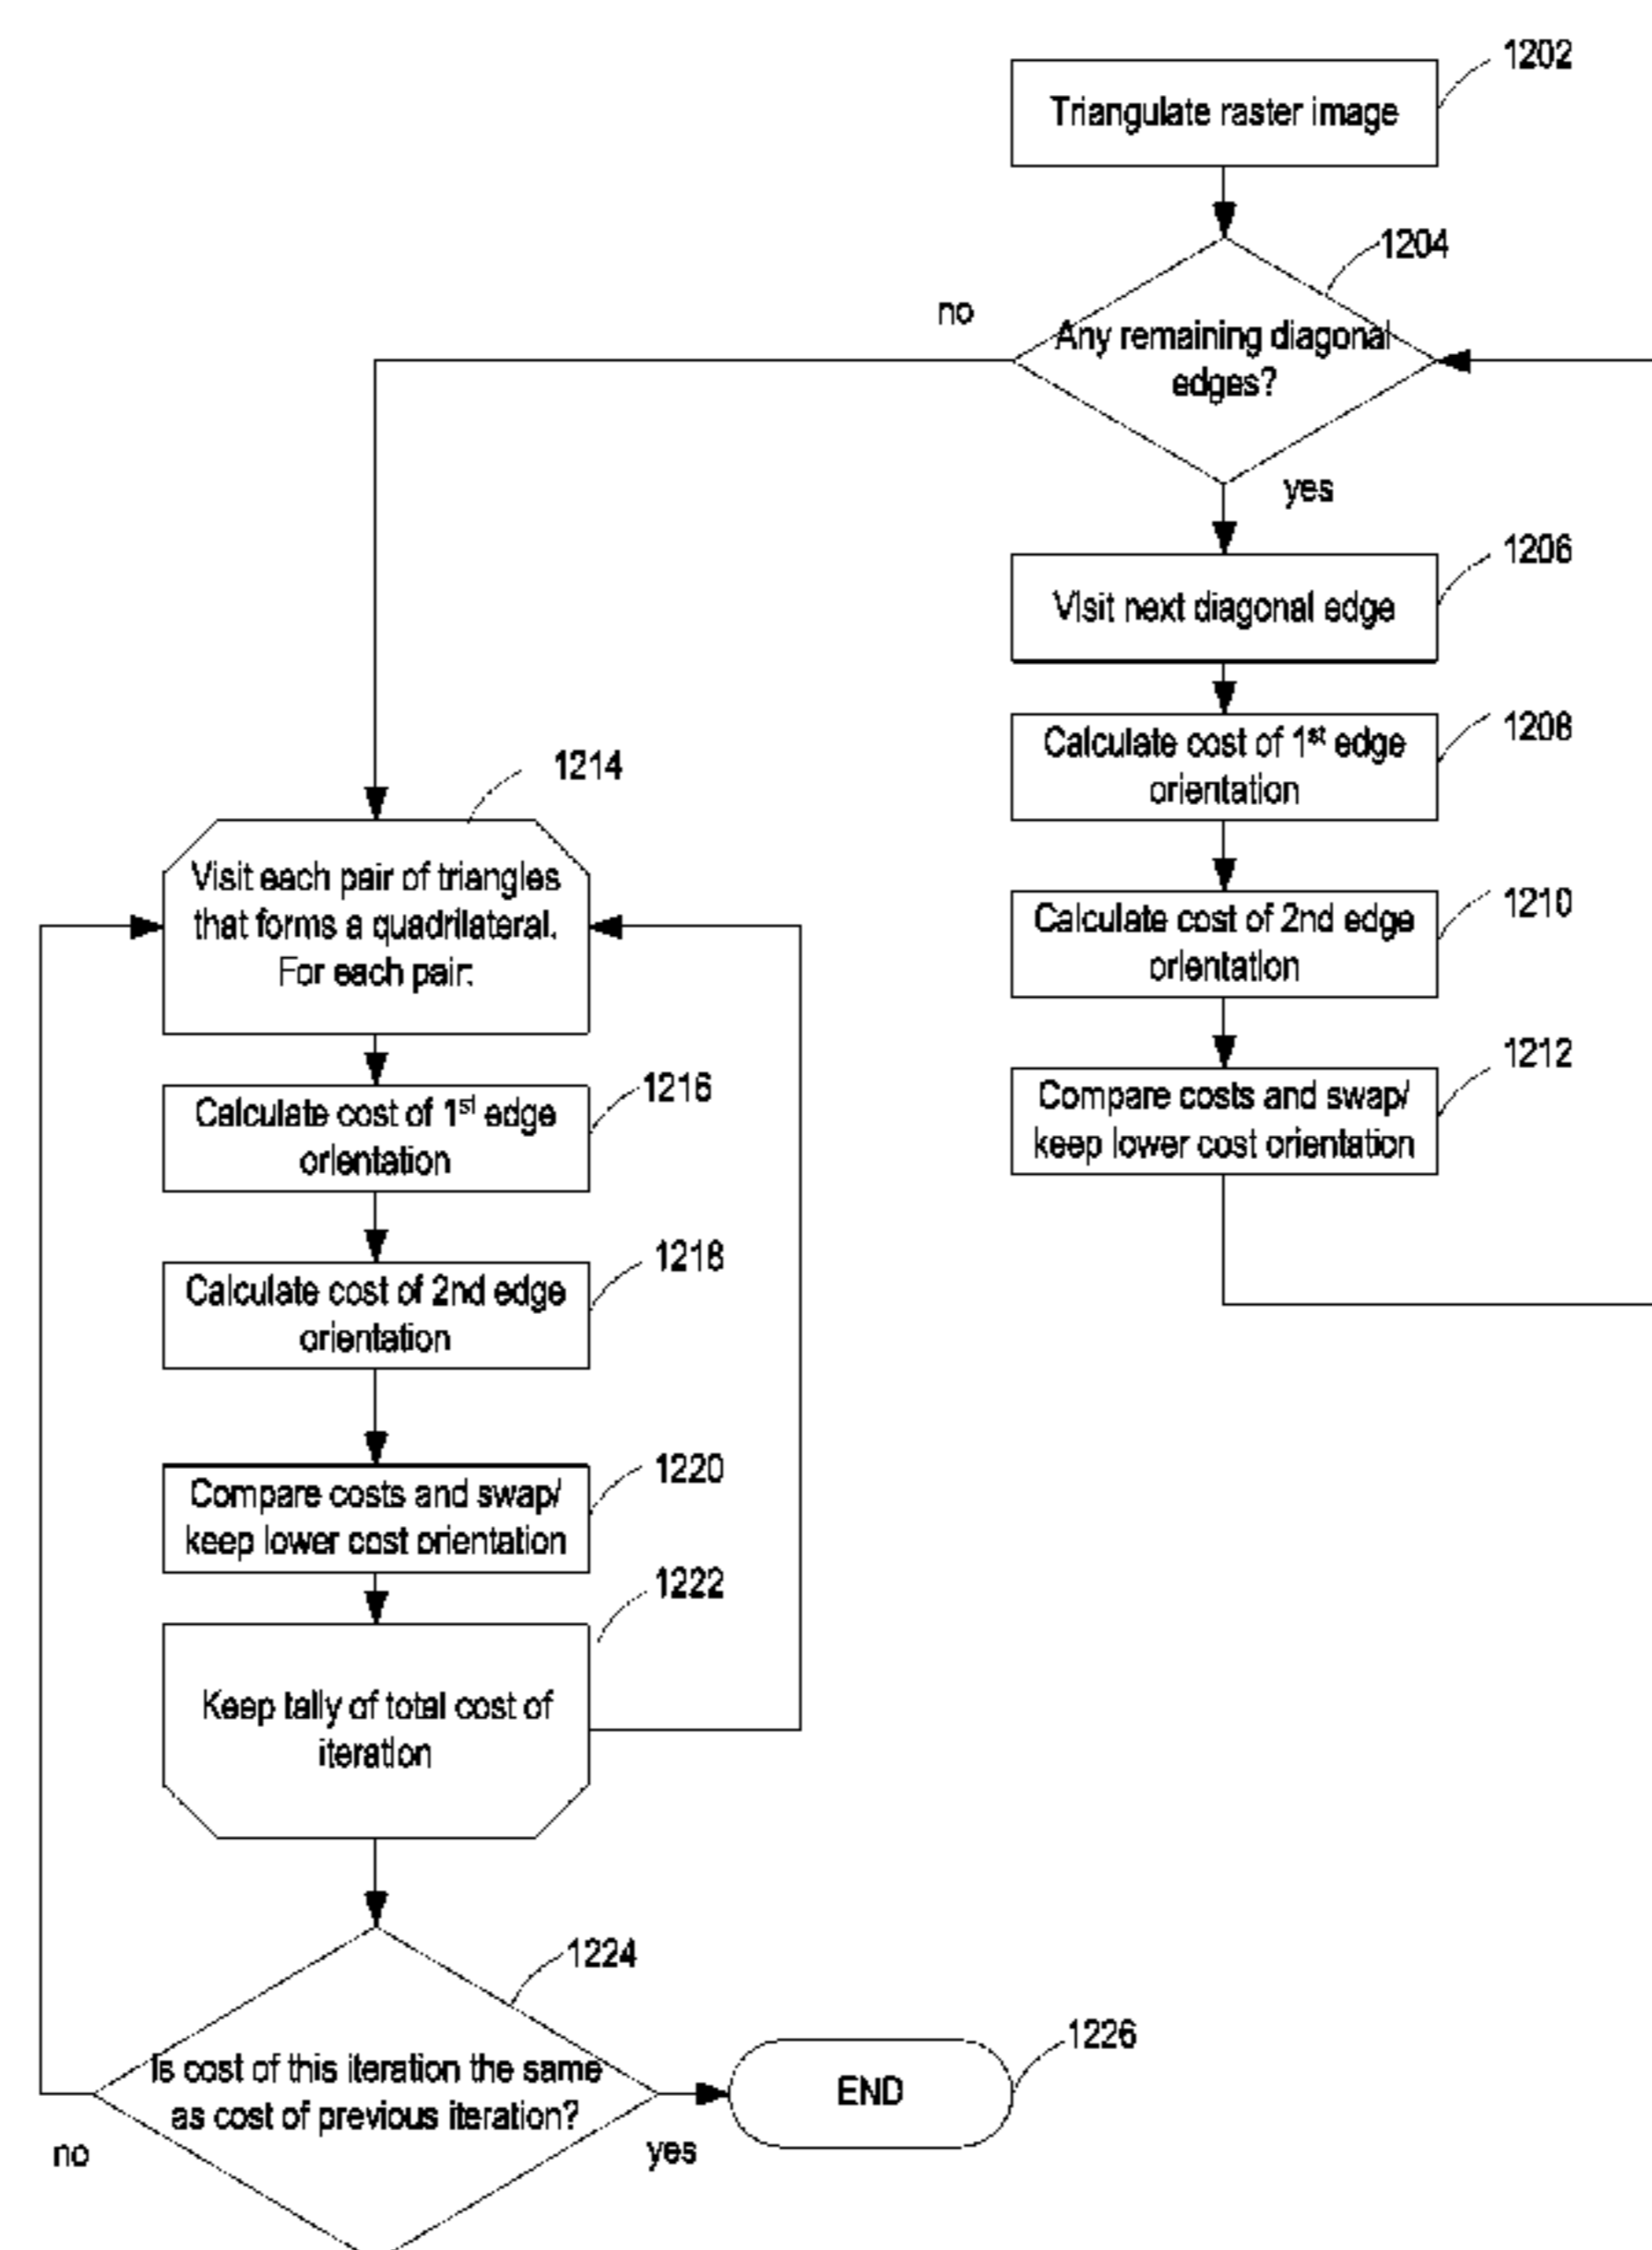 1202
Triangulate raster image
1204
no
Any remaining diagonal
edges?
yes
1206
Visit next diagonal edge
1208
Calculate cost of 1st edge
orientation
1210
Calculate cost of 2nd edge
orientation
1212
Compare costs and swap/
keep lower cost orientation
1214
Visit each pair of triangles
that forms a quadrilateral.
For each pair:
1216
Calculate cost of 1st edge
orientation
1218
Calculate cost of 2nd edge
orientation
1220
Compare costs and swap/
keep lower cost orientation
1222
Keep tally of total cost of
iteration
1224
Is cost of this iteration the same
as cost of previous iteration?
no
yes
1226
END